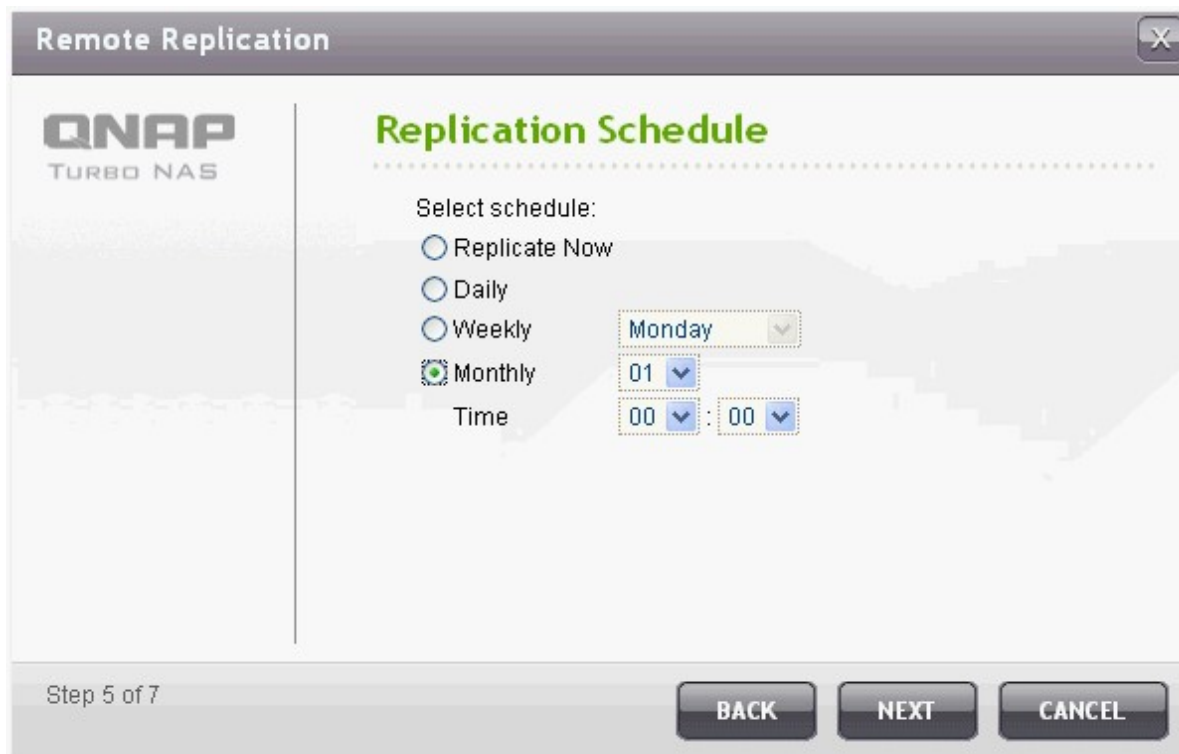 Remote Replication X
QNAP
TURBO NAS
Replication Schedule
Select schedule:
Replicate Now
Daily
Weekly Monday
Monthly 01
Time 00 : 00
Step 5 of 7 BACK NEXT CANCEL